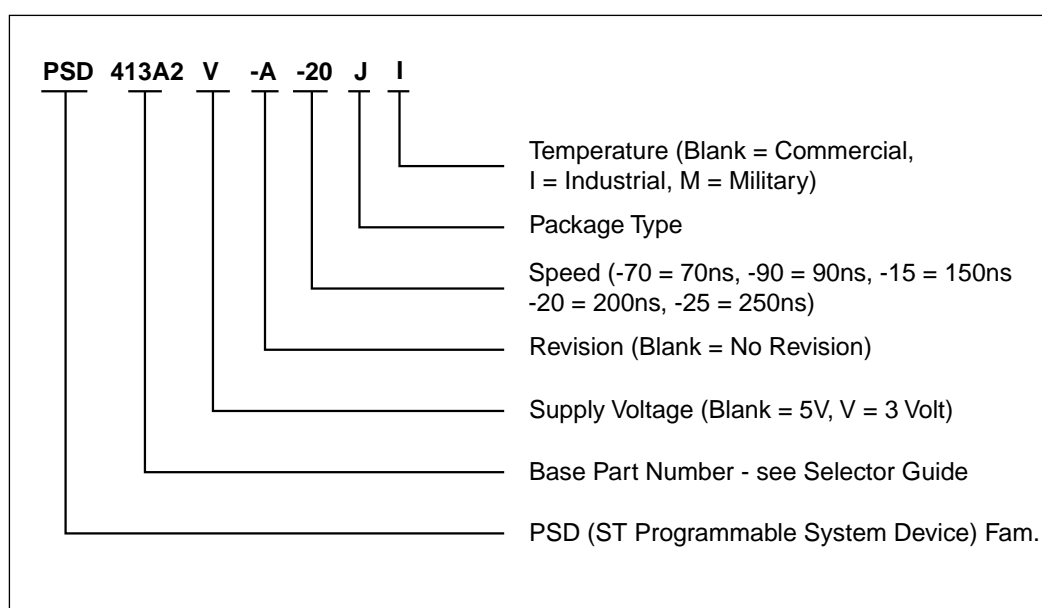 PSD 413A2 V -A -20 J I
Temperature (Blank = Commercial,
I = Industrial, M = Military)
Package Type
Speed (-70 = 70ns, -90 = 90ns, -15 = 150ns
-20 = 200ns, -25 = 250ns)
Revision (Blank = No Revision)
Supply Voltage (Blank = 5V, V = 3 Volt)
Base Part Number - see Selector Guide
PSD (ST Programmable System Device) Fam.